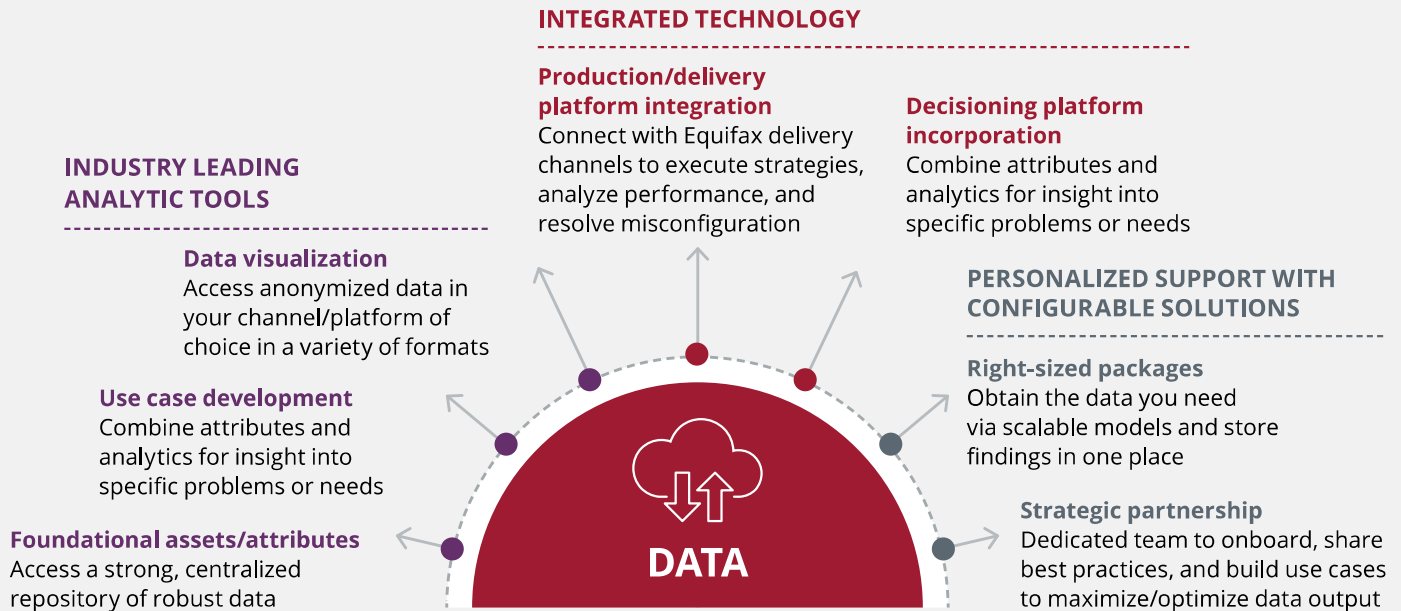 INTEGRATED TECHNOLOGY
Production/delivery
platform integration
Connect with Equifax delivery
channels to execute strategies,
analyze performance, and
resolve misconfiguration
Decisioning platform
incorporation
Combine attributes and
analytics for insight into
specific problems or needs
INDUSTRY LEADING
ANALYTIC TOOLS
Data visualization
Access anonymized data in
your channel/platform of
choice in a variety of formats
Use case development
Combine attributes and
analytics for insight into
specific problems or needs
Foundational assets/attributes
Access a strong, centralized
repository of robust data
PERSONALIZED SUPPORT WITH
CONFIGURABLE SOLUTIONS
Right-sized packages
Obtain the data you need
via scalable models and store
findings in one place
Strategic partnership
Dedicated team to onboard, share
best practices, and build use cases
to maximize/optimize data output
DATA